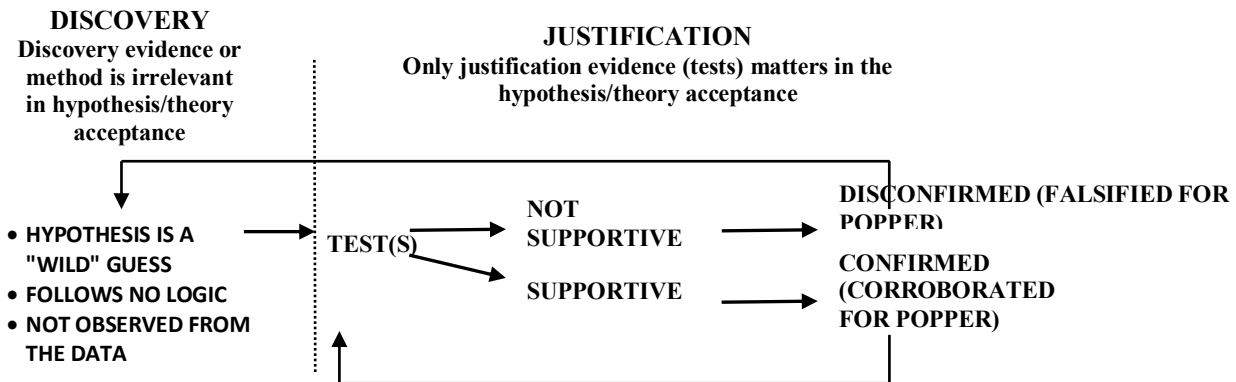 DISCOVERY
Discovery evidence or
method is irrelevant
in hypothesis/theory
acceptance
JUSTIFICATION
Only justification evidence (tests) matters in the
hypothesis/theory acceptance
• HYPOTHESIS IS A
"WILD" GUESS
• FOLLOWS NO LOGIC
• NOT OBSERVED FROM
THE DATA
TEST(S)
NOT
SUPPORTIVE
SUPPORTIVE
DISCONFIRMED (FALSIFIED FOR
POPPER)
CONFIRMED
(CORROBORATED
FOR POPPER)